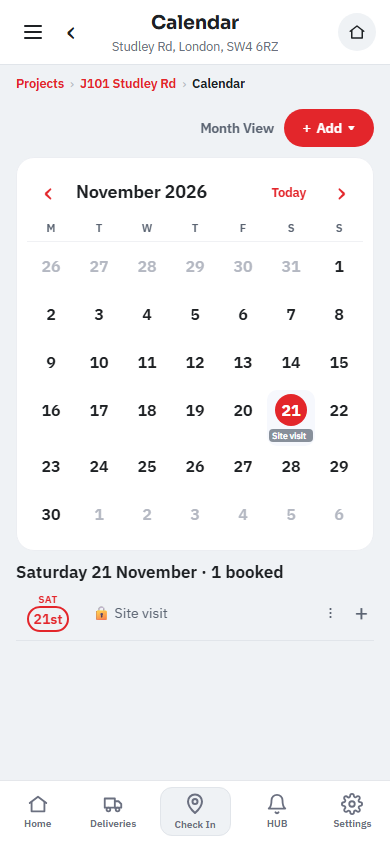 Calendar
Studley Rd, London, SW4 6RZ
Projects › J101 Studley Rd › Calendar
Month View + Add
November 2026 Today
M T W T F S S
26 27 28 29 30 31 1
2 3 4 5 6 7 8
9 10 11 12 13 14 15
16 17 18 19 20 21 22
Site visit
23 24 25 26 27 28 29
30 1 2 3 4 5 6
Saturday 21 November · 1 booked
SAT
21st 🔒 Site visit
Home Deliveries Check In HUB Settings